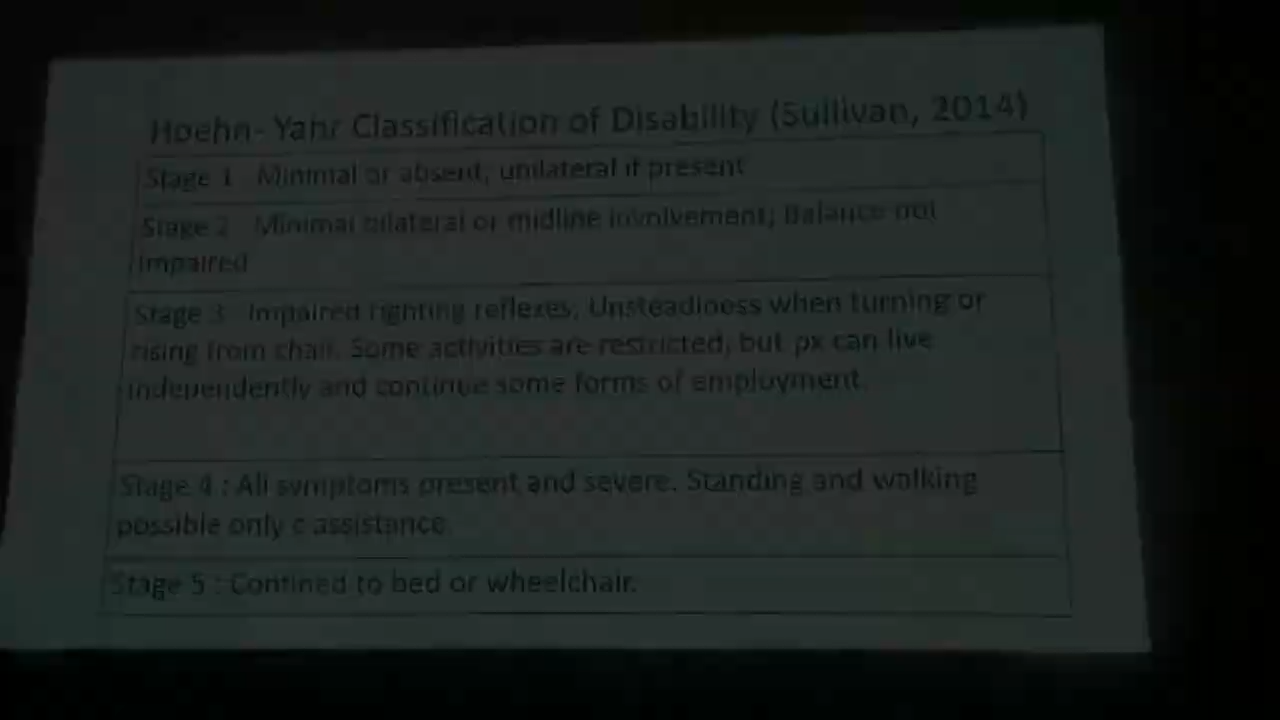 Hoehn- Yahr Classification of Disability (Sullivan, 2014)
Stage 1 : Minimal or absent; unilateral if present
Stage 2 : Minimal bilateral or midline involvement; Balance not
impaired
Stage 3 : Impaired righting reflexes. Unsteadiness when turning or
rising from chair. Some activities are restricted, but px can live
independently and continue some forms of employment.
Stage 4 : All symptoms present and severe. Standing and walking
possible only c assistance
Stage 5 : Confined to bed or wheelchair.